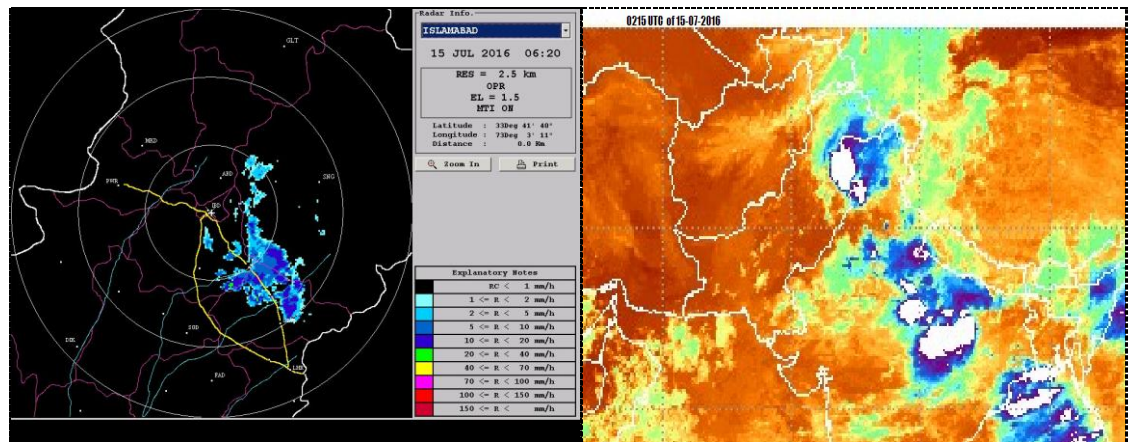 GLT
MRD
PWR
ABD
SNG
ISD
SGD
DIK
LHR
FAD
Radar Info.
ISLAMABAD
15 JUL 2016 06:20
RES = 2.5 km
OPR
EL = 1.5
MTI ON
Latitude : 33Deg 41' 40"
Longitude : 73Deg 3' 11"
Distance : 0.0 Km
Zoom In
Print
Explanatory Notes
RC < 1 mm/h
1 <= R < 2 mm/h
2 <= R < 5 mm/h
5 <= R < 10 mm/h
10 <= R < 20 mm/h
20 <= R < 40 mm/h
40 <= R < 70 mm/h
70 <= R < 100 mm/h
100 <= R < 150 mm/h
150 <= R < mm/h
0215 UTC of 15-07-2016